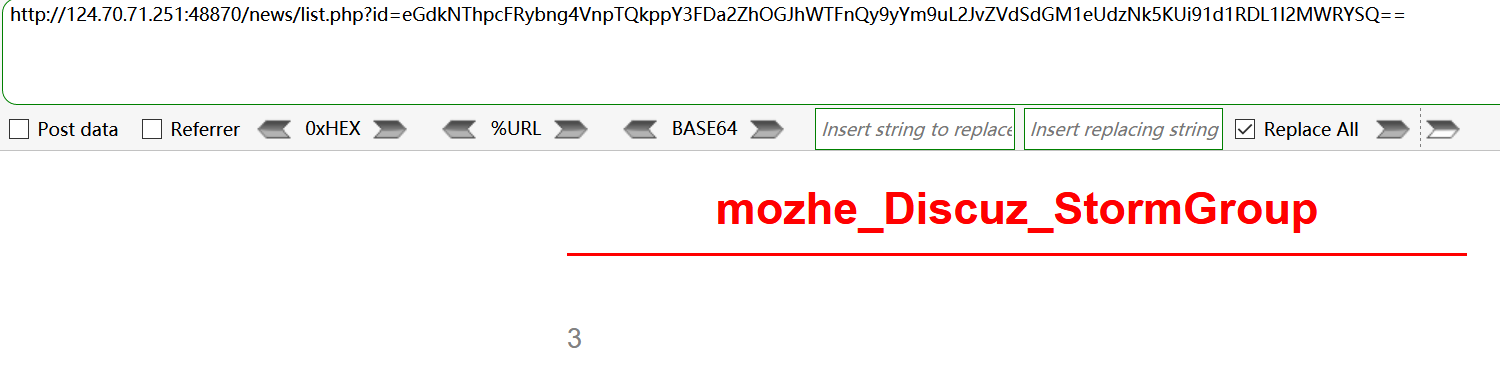 http://124.70.71.251:48870/news/list.php?id=eGdkNThpcFRybng4VnpTQkppY3FDa2ZhOGJhWTFnQy9yYm9uL2JvZVdSdGM1eUdzNk5KUi91d1RDL1I2MWRYSQ==
Post data Referrer 0xHEX %URL BASE64 Insert string to replace Insert replacing string Replace All
mozhe_Discuz_StormGroup
3